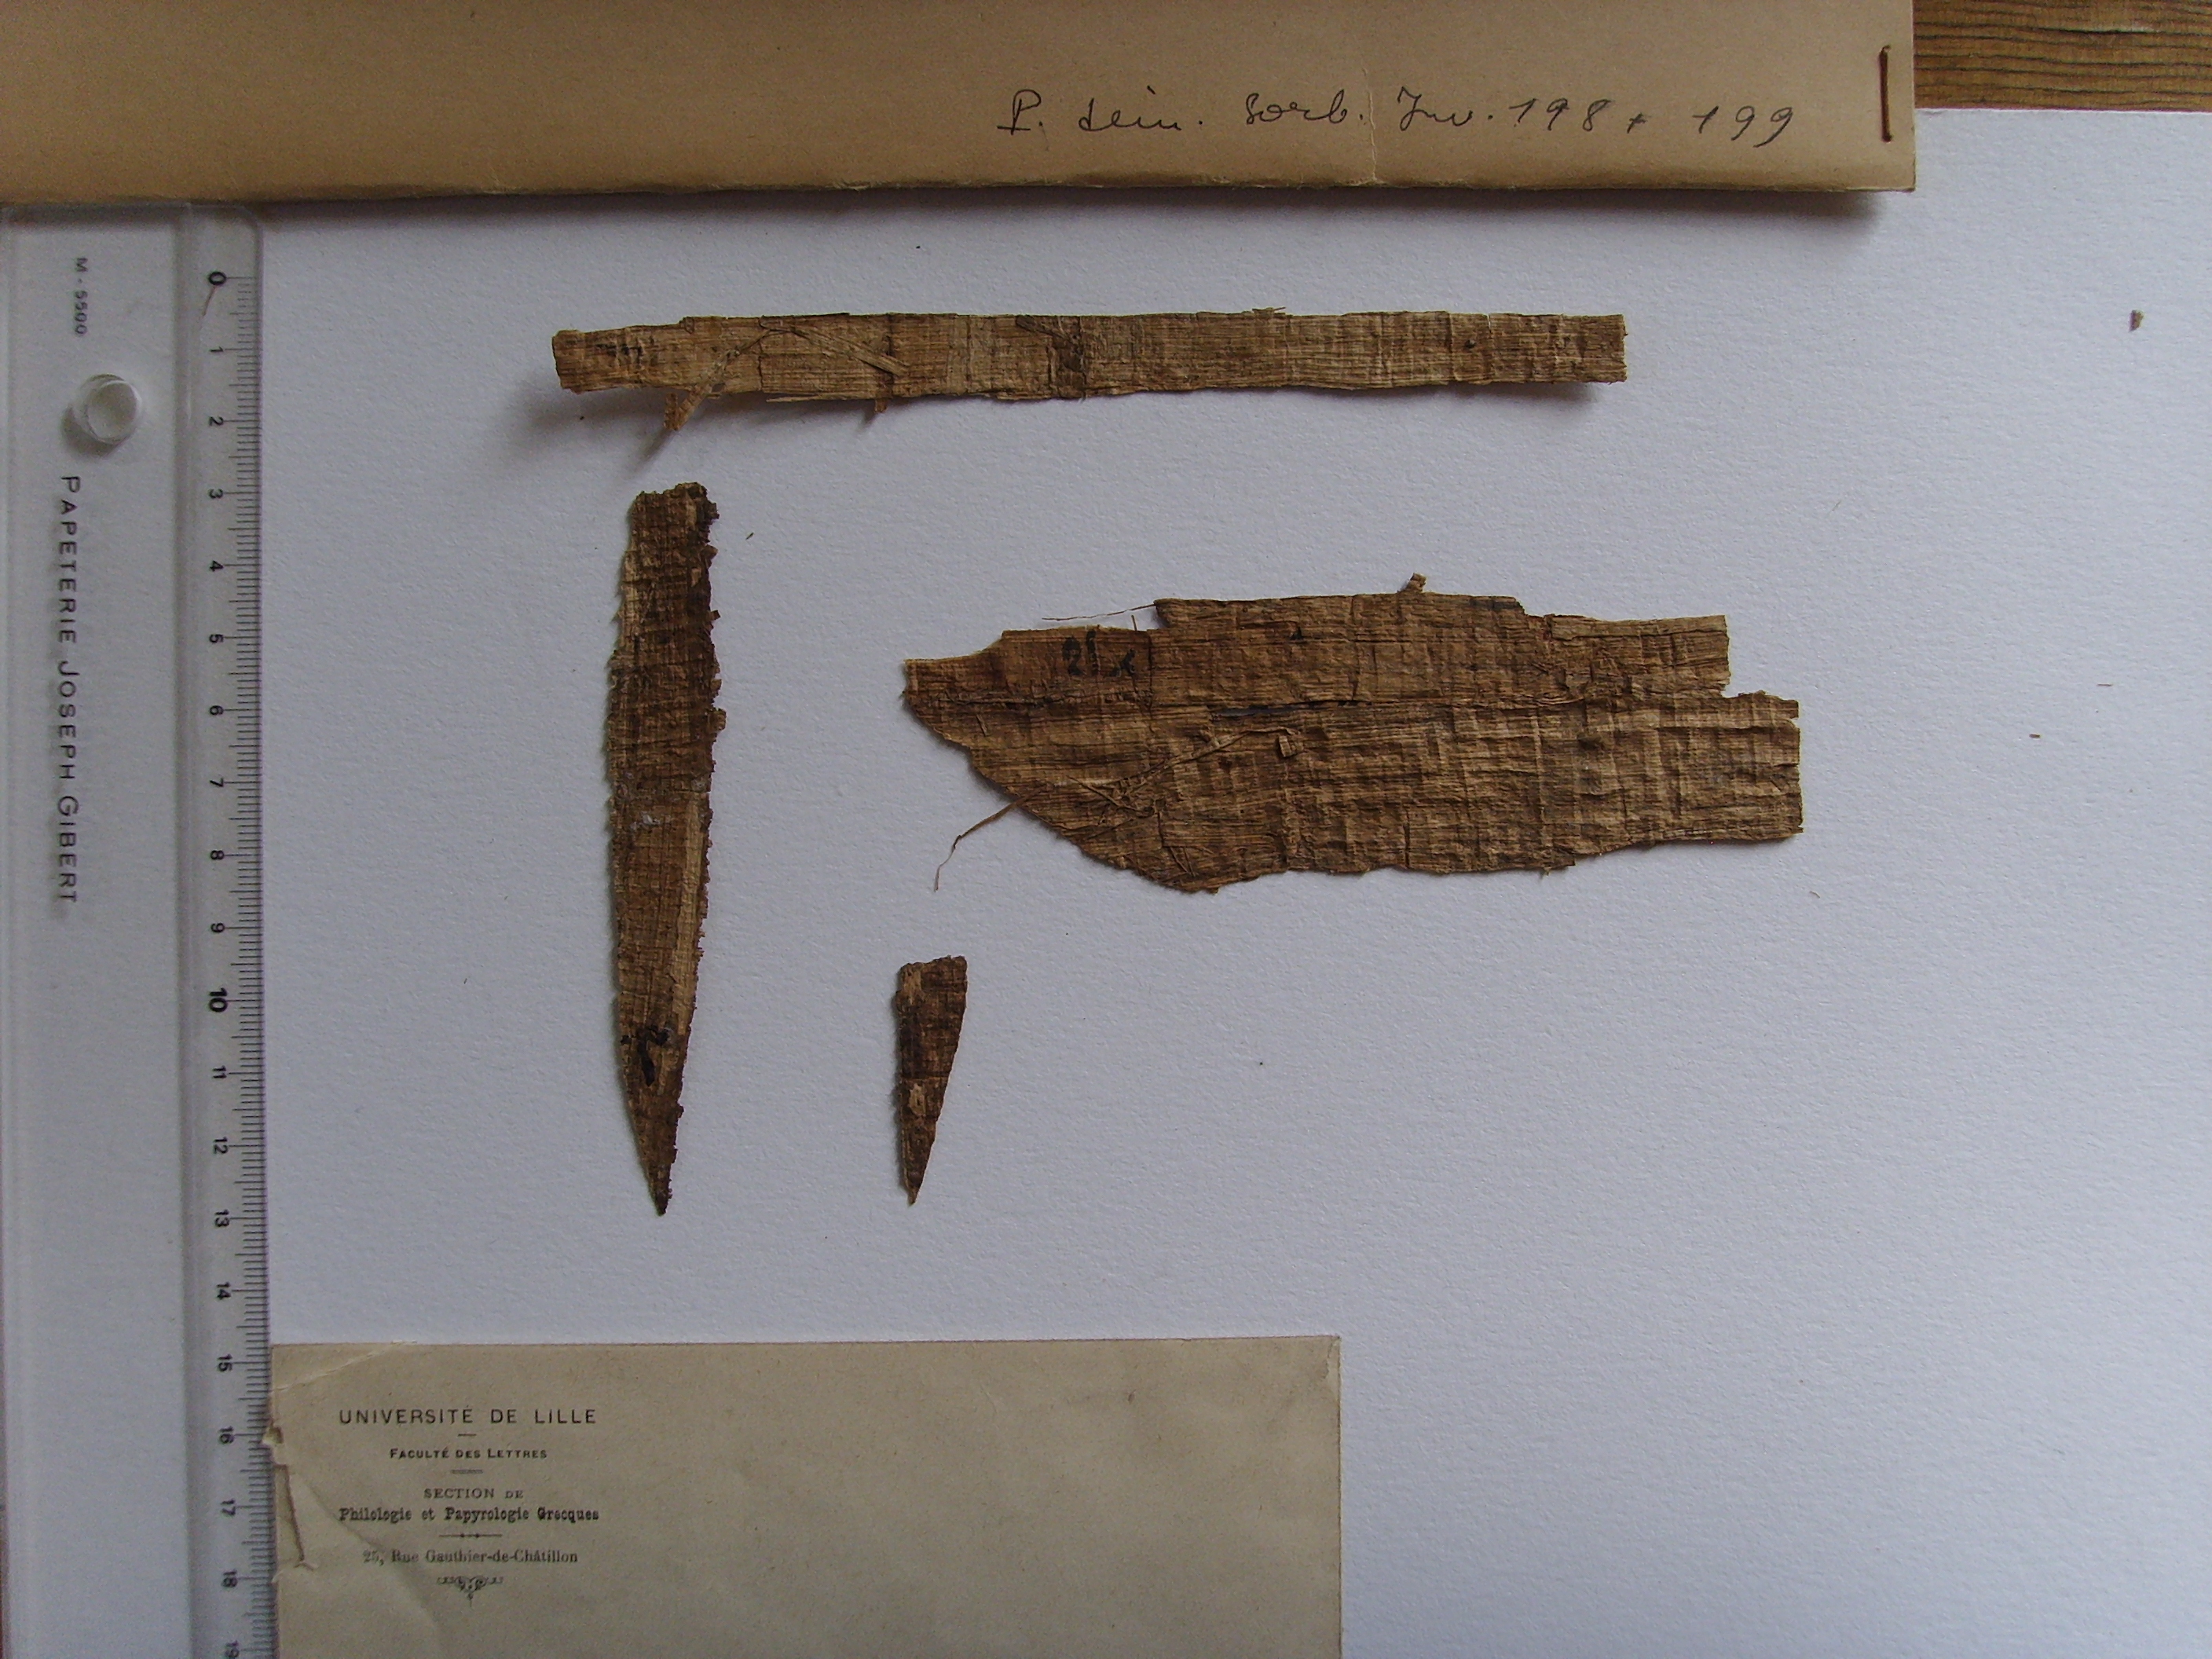 P. dem. Sorb. Inv. 198 + 199
M-5500
PAPETERIE JOSEPH GIBERT
0 1 2 3 4 5 6 7 8 9 10 11 12 13 14 15 16 17 18 19
UNIVERSITÉ DE LILLE
FACULTÉ DES LETTRES
SECTION DE
Philologie et Papyrologie Grecques
25, Rue Gauthier-de-Châtillon